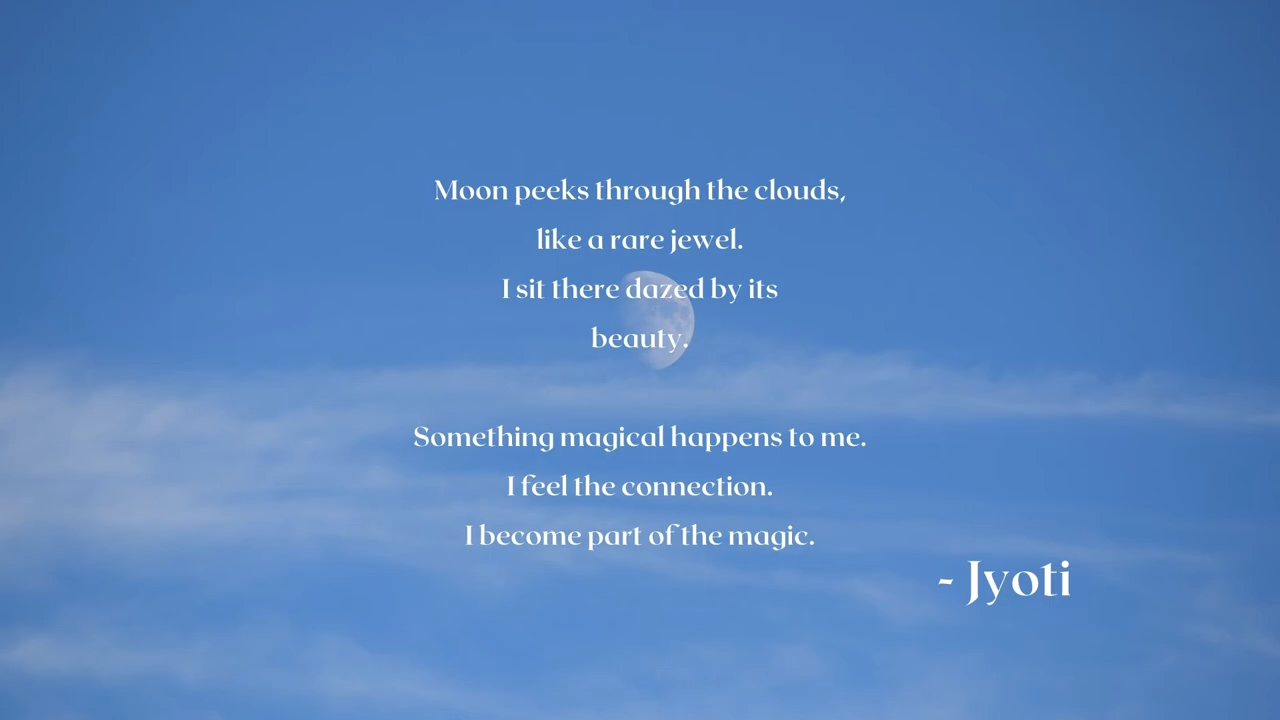 Moon peeks through the clouds,
like a rare jewel.
I sit there dazed by its
beauty.
Something magical happens to me.
I feel the connection.
I become part of the magic.
- Jyoti